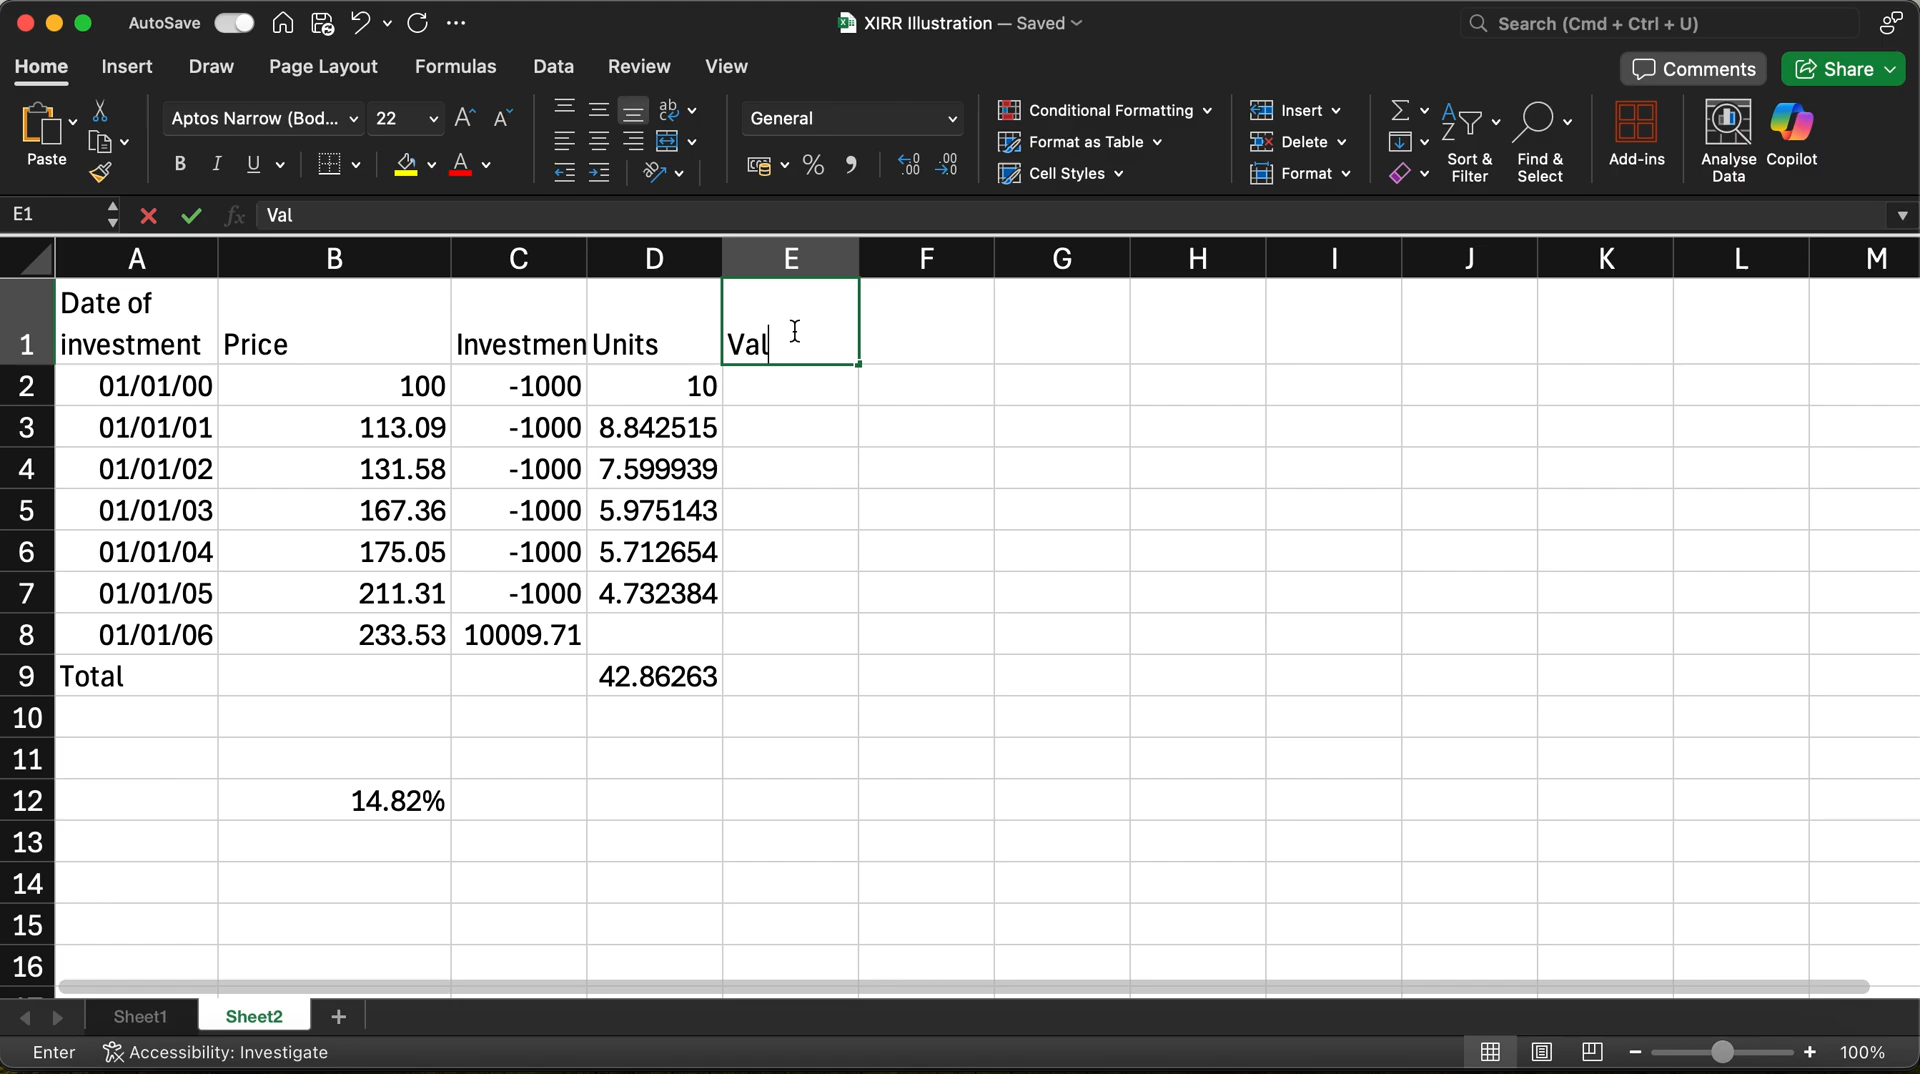 AutoSave
XIRR Illustration — Saved
Search (Cmd + Ctrl + U)
Home Insert Draw Page Layout Formulas Data Review View
Comments Share
Paste
Aptos Narrow (Bod... 22
A A
ab
B I U A
General
% , .00
Conditional Formatting
Format as Table
Cell Styles
Insert
Delete
Format
Sort & Filter
Find & Select
Add-ins
Analyse Data
Copilot
E1 fx Val
A B C D E F G H I J K L M
Date of
1 investment Price Investmen Units Val
2 01/01/00 100 -1000 10
3 01/01/01 113.09 -1000 8.842515
4 01/01/02 131.58 -1000 7.599939
5 01/01/03 167.36 -1000 5.975143
6 01/01/04 175.05 -1000 5.712654
7 01/01/05 211.31 -1000 4.732384
8 01/01/06 233.53 10009.71
9 Total 42.86263
10
11
12 14.82%
13
14
15
16
Sheet1 Sheet2 +
Enter Accessibility: Investigate
100%